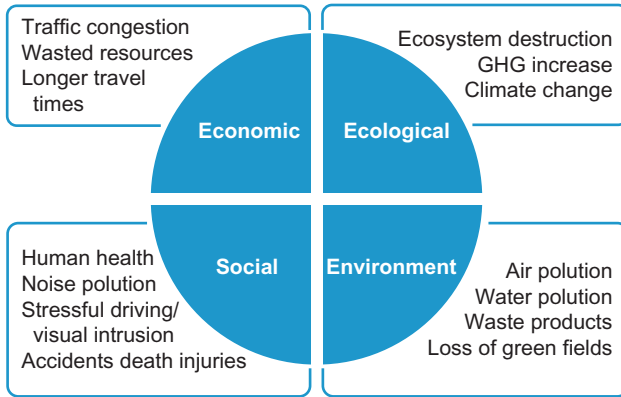 Traffic congestion
Wasted resources
Longer travel
times
Ecosystem destruction
GHG increase
Climate change
Economic
Ecological
Social
Environment
Human health
Noise polution
Stressful driving/
visual intrusion
Accidents death injuries
Air polution
Water polution
Waste products
Loss of green fields